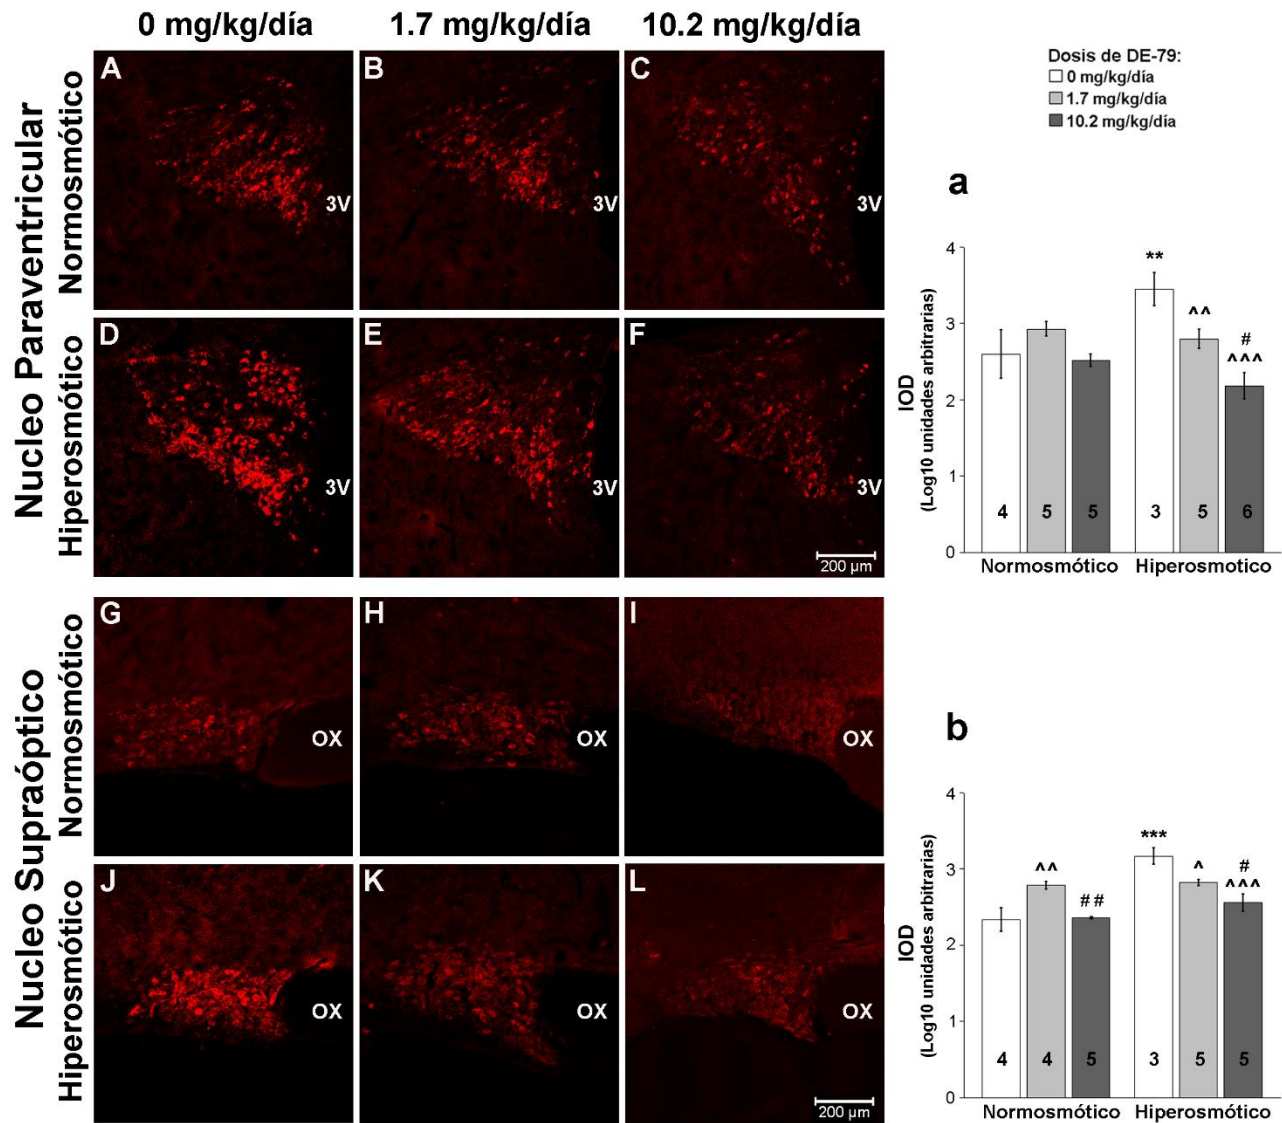 0 mg/kg/día
1.7 mg/kg/día
10.2 mg/kg/día
Nucleo Paraventricular
Normosmótico
A
3V
B
3V
C
3V
Hiperosmótico
D
3V
E
3V
F
3V
200 µm
Nucleo Supraóptico
Normosmótico
G
OX
H
OX
I
OX
Hiperosmótico
J
OX
K
OX
L
OX
200 µm
Dosis de DE-79:
0 mg/kg/día
1.7 mg/kg/día
10.2 mg/kg/día
a
IOD
(Log10 unidades arbitrarias)
4
3
2
1
0
**
^^
#
^^^
4 5 5 3 5 6
Normosmótico Hiperosmotico
b
IOD
(Log10 unidades arbitrarias)
4
3
2
1
0
^^
##
***
^
#
^^^
4 4 5 3 5 5
Normosmótico Hiperosmótico